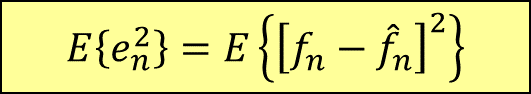 E{e_n^2} = E{[f_n − f̂_n]^2}